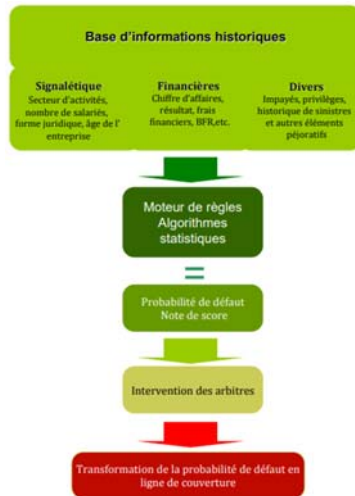 Base d'informations historiques
Signalétique
Secteur d'activités,
nombre de salariés,
forme juridique, âge de l'
entreprise
Financières
Chiffre d'affaires,
résultat, frais
financiers, BFR,etc.
Divers
Impayés, privilèges,
historique de sinistres
et autres éléments
péjoratifs
Moteur de règles
Algorithmes
statistiques
=
Probabilité de défaut
Note de score
Intervention des arbitres
Transformation de la probabilité de défaut en
ligne de couverture